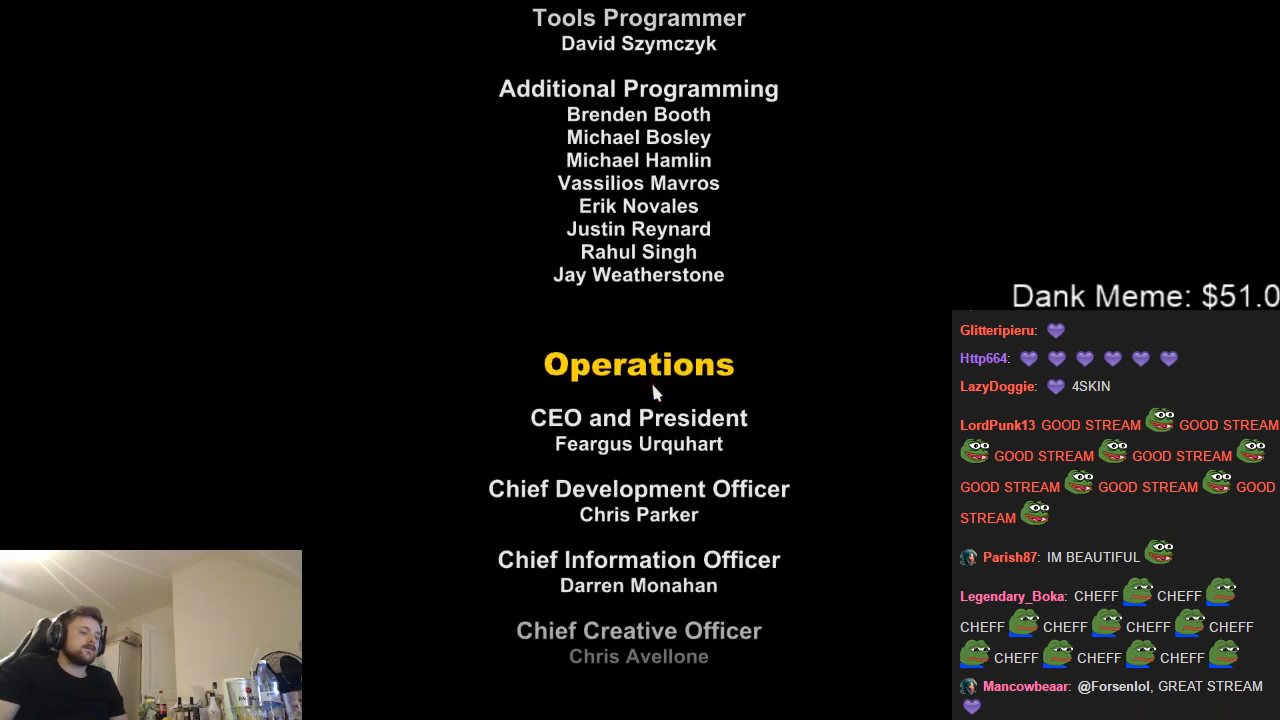 Tools Programmer
David Szymczyk
Additional Programming
Brenden Booth
Michael Bosley
Michael Hamlin
Vassilios Mavros
Erik Novales
Justin Reynard
Rahul Singh
Jay Weatherstone
Operations
CEO and President
Feargus Urquhart
Chief Development Officer
Chris Parker
Chief Information Officer
Darren Monahan
Chief Creative Officer
Chris Avellone
Dank Meme: $51.0
Glitteripieru:
Http664:
LazyDoggie: 4SKIN
LordPunk13 GOOD STREAM GOOD STREAM
GOOD STREAM GOOD STREAM
GOOD STREAM GOOD STREAM GOOD
STREAM
Parish87: IM BEAUTIFUL
Legendary_Boka: CHEFF CHEFF
CHEFF CHEFF CHEFF CHEFF
CHEFF CHEFF CHEFF
Mancowbeaar: @Forsenlol, GREAT STREAM